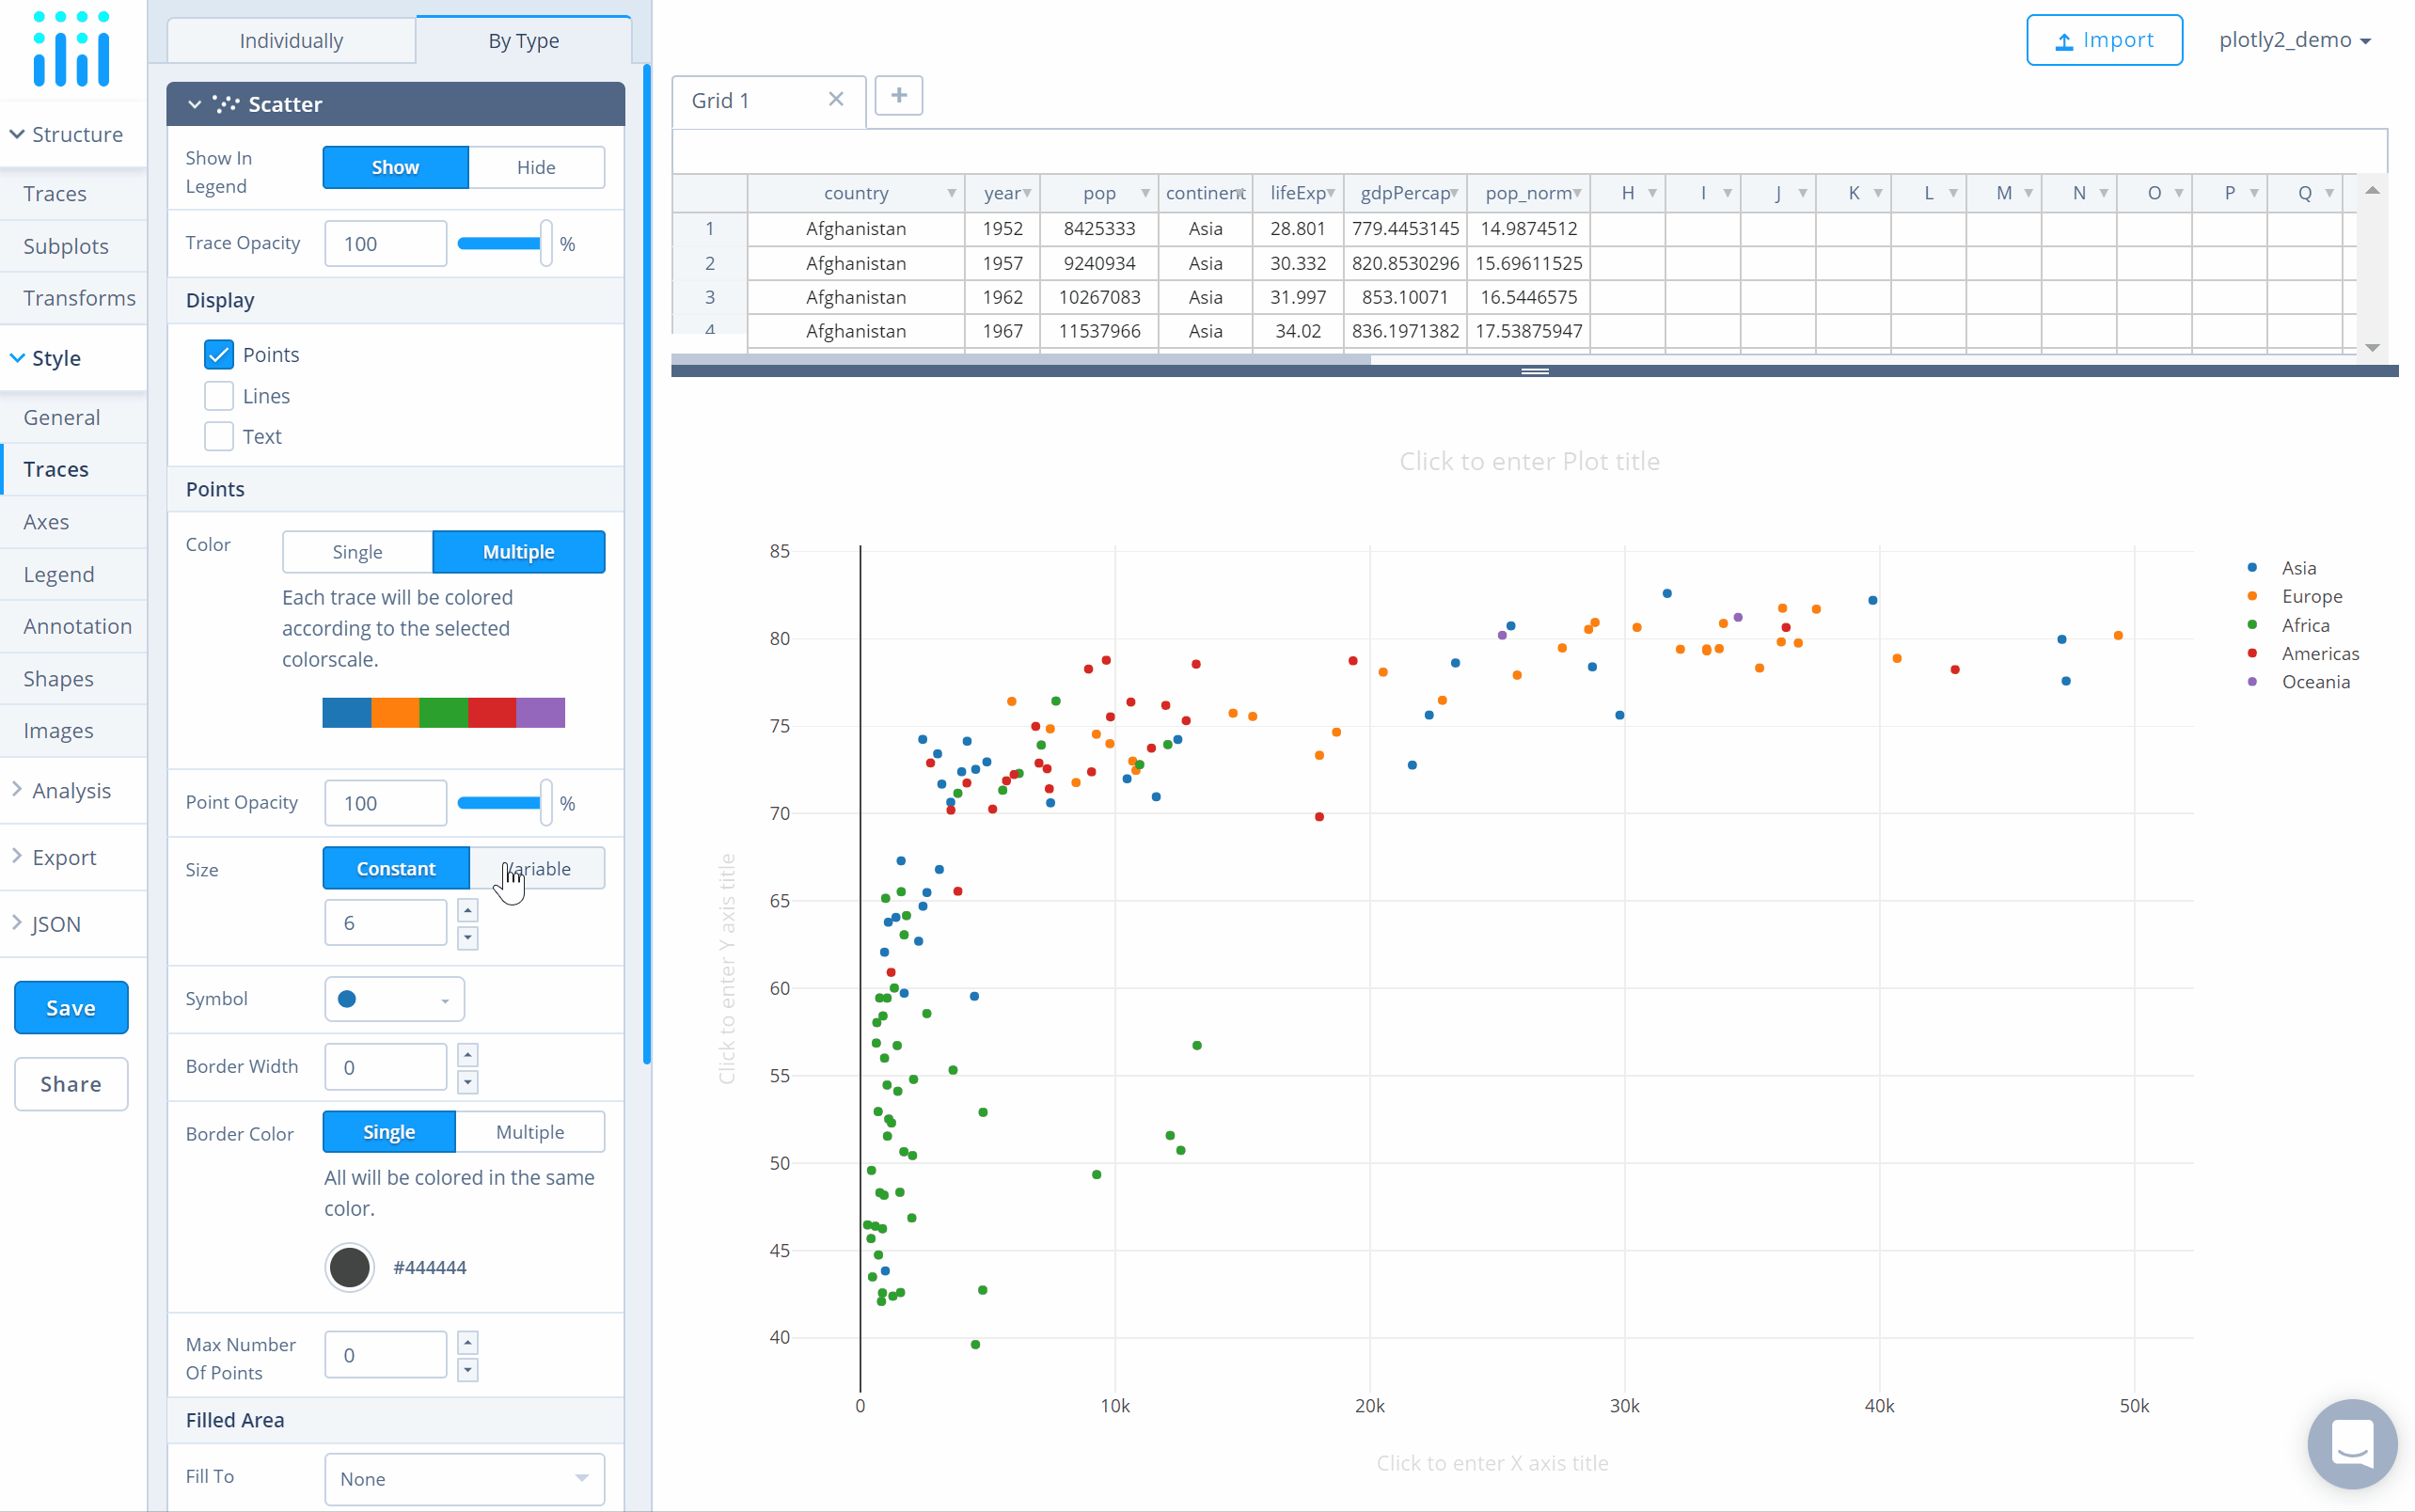 Individually
By Type
Import
plotly2_demo
Structure
Traces
Subplots
Transforms
Style
General
Traces
Axes
Legend
Annotation
Shapes
Images
Analysis
Export
JSON
Save
Share
Scatter
Show In
Legend
Show
Hide
Trace Opacity
100
%
Display
Points
Lines
Text
Points
Color
Single
Multiple
Each trace will be colored
according to the selected
colorscale.
Point Opacity
100
%
Size
Constant
Variable
6
Symbol
Border Width
0
Border Color
Single
Multiple
All will be colored in the same
color.
#444444
Max Number
Of Points
0
Filled Area
Fill To
None
Grid 1
country year pop continent lifeExp gdpPercap pop_norm H I J K L M N O P Q
1 Afghanistan 1952 8425333 Asia 28.801 779.4453145 14.9874512
2 Afghanistan 1957 9240934 Asia 30.332 820.8530296 15.69611525
3 Afghanistan 1962 10267083 Asia 31.997 853.10071 16.5446575
4 Afghanistan 1967 11537966 Asia 34.02 836.1971382 17.53875947
Click to enter Plot title
85
80
75
70
65
60
55
50
45
40
Click to enter Y axis title
0 10k 20k 30k 40k 50k
Click to enter X axis title
Asia
Europe
Africa
Americas
Oceania